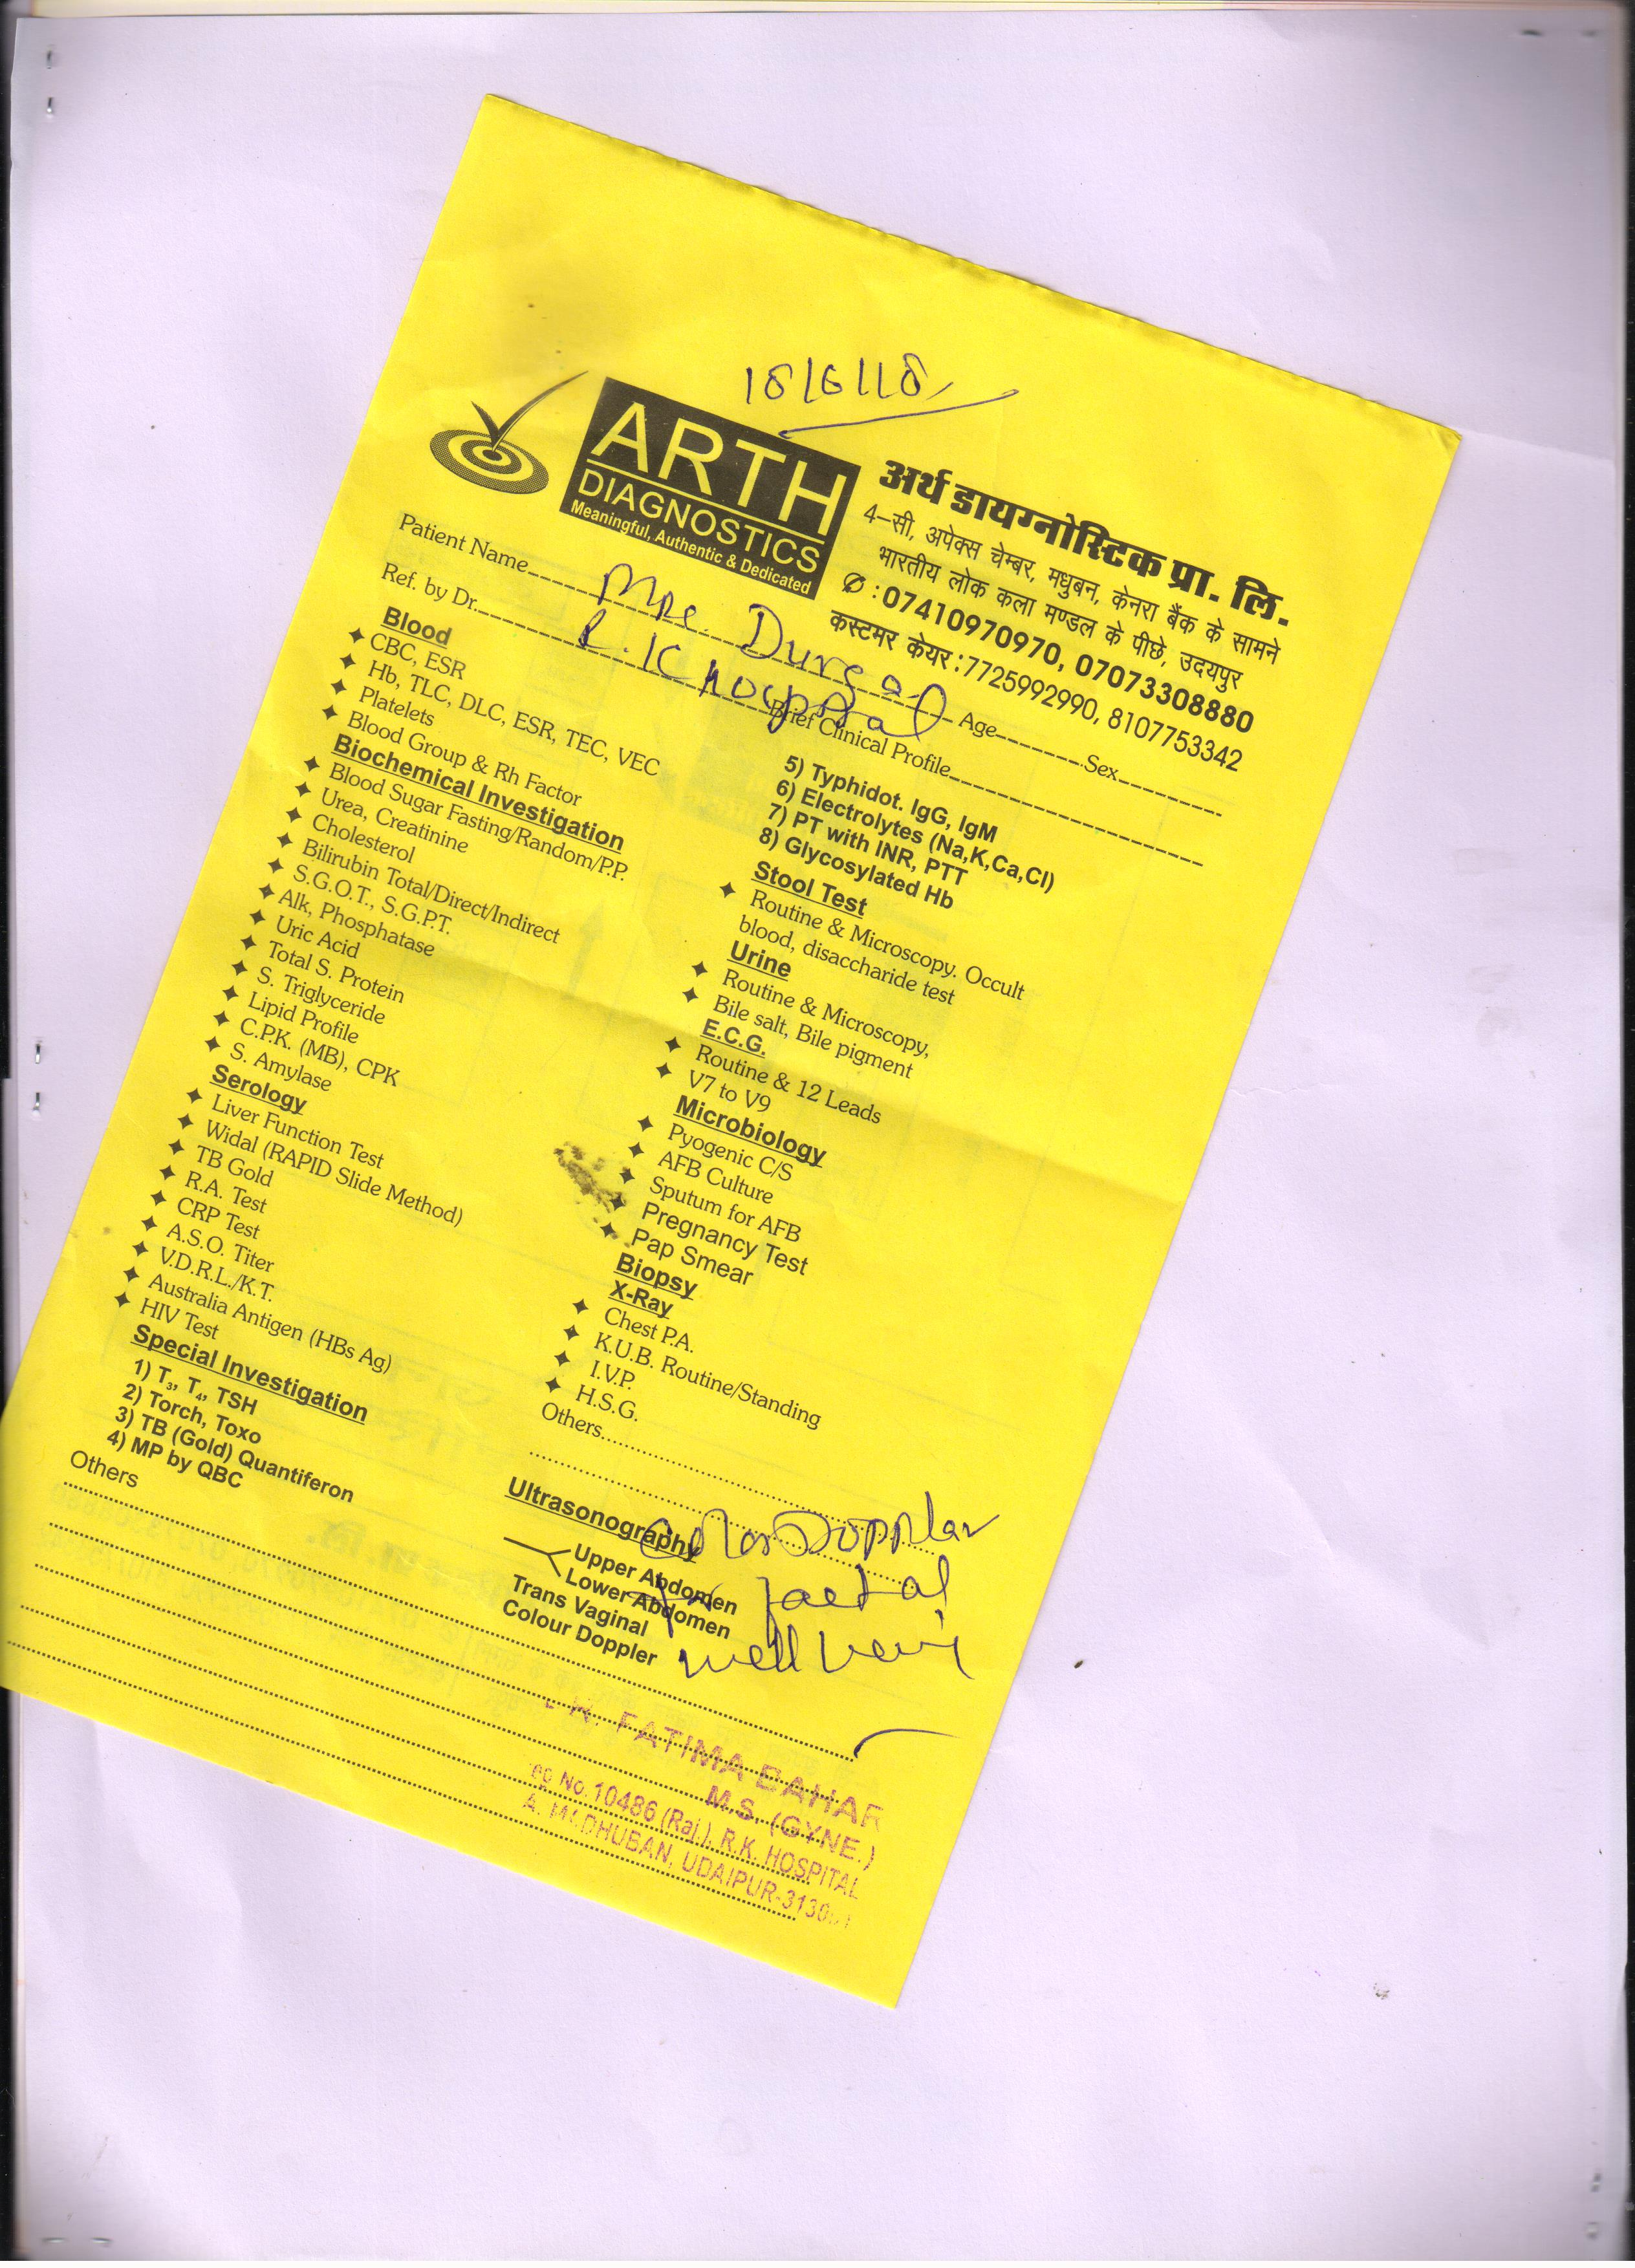 18/6/18
ARTH
DIAGNOSTICS
Meaningful, Authentic & Dedicated
अर्थ डायग्नोस्टिक प्रा. लि.
4-सी, अपेक्स चेम्बर, मधुबन, केनरा बैंक के सामने
भारतीय लोक कला मण्डल के पीछे, उदयपुर
✆ : 07410970970, 07073308880
कस्टमर केयर : 7725992990, 8107753342
Patient Name Mrs. Durga Age Sex
Ref. by Dr. R.K hospital Brief Clinical Profile
Blood
CBC, ESR
Hb, TLC, DLC, ESR, TEC, VEC
Platelets
Blood Group & Rh Factor
Biochemical Investigation
Blood Sugar Fasting/Random/P.P.
Urea, Creatinine
Cholesterol
Bilirubin Total/Direct/Indirect
S.G.O.T., S.G.P.T.
Alk, Phosphatase
Uric Acid
Total S. Protein
S. Triglyceride
Lipid Profile
C.P.K. (MB), CPK
S. Amylase
Serology
Liver Function Test
Widal (RAPID Slide Method)
TB Gold
R.A. Test
CRP Test
A.S.O. Titer
V.D.R.L./K.T.
Australia Antigen (HBs Ag)
HIV Test
Special Investigation
1) T₃, T₄, TSH
2) Torch, Toxo
3) TB (Gold) Quantiferon
4) MP by QBC
Others
5) Typhidot. IgG, IgM
6) Electrolytes (Na,K,Ca,Cl)
7) PT with INR, PTT
8) Glycosylated Hb
Stool Test
Routine & Microscopy. Occult
blood, disaccharide test
Urine
Routine & Microscopy,
Bile salt, Bile pigment
E.C.G.
Routine & 12 Leads
V7 to V9
Microbiology
Pyogenic C/S
AFB Culture
Sputum for AFB
Pregnancy Test
Pap Smear
Biopsy
X-Ray
Chest P.A.
K.U.B. Routine/Standing
I.V.P.
H.S.G.
Others
Ultrasonography
Upper Abdomen
Lower Abdomen
Trans Vaginal
Colour Doppler
Color Doppler
for faetal
well being
FATIMA BAHAR
M.S. (GYNE.)
No.10486 (Raj.), R.K. HOSPITAL
MADHUBAN, UDAIPUR-3130